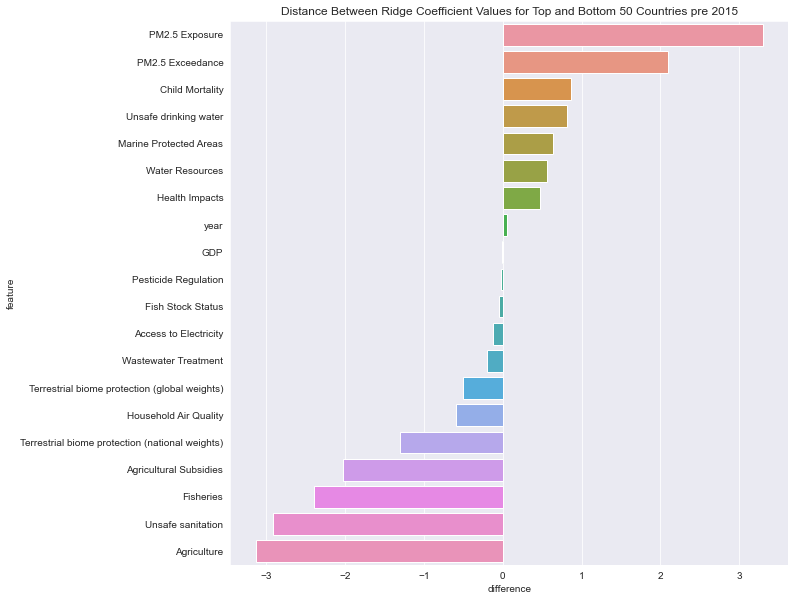 Distance Between Ridge Coefficient Values for Top and Bottom 50 Countries pre 2015
PM2.5 Exposure
PM2.5 Exceedance
Child Mortality
Unsafe drinking water
Marine Protected Areas
Water Resources
Health Impacts
year
GDP
Pesticide Regulation
Fish Stock Status
Access to Electricity
Wastewater Treatment
Terrestrial biome protection (global weights)
Household Air Quality
Terrestrial biome protection (national weights)
Agricultural Subsidies
Fisheries
Unsafe sanitation
Agriculture
feature
−3 −2 −1 0 1 2 3
difference